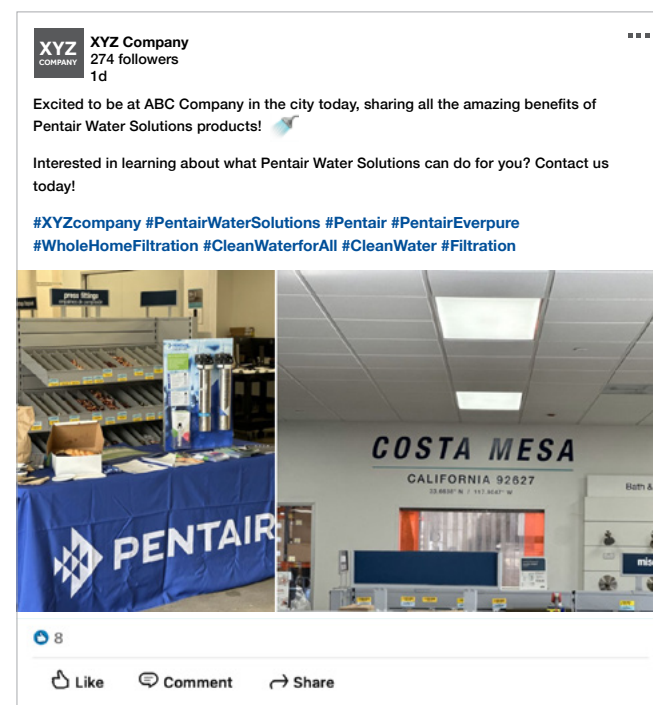 XYZ
COMPANY
XYZ Company
274 followers
1d
Excited to be at ABC Company in the city today, sharing all the amazing benefits of
Pentair Water Solutions products!
Interested in learning about what Pentair Water Solutions can do for you? Contact us
today!
#XYZcompany #PentairWaterSolutions #Pentair #PentairEverpure
#WholeHomeFiltration #CleanWaterforAll #CleanWater #Filtration
press fittings
PENTAIR
COSTA MESA
CALIFORNIA 92627
Bath &
misc
8
Like Comment Share